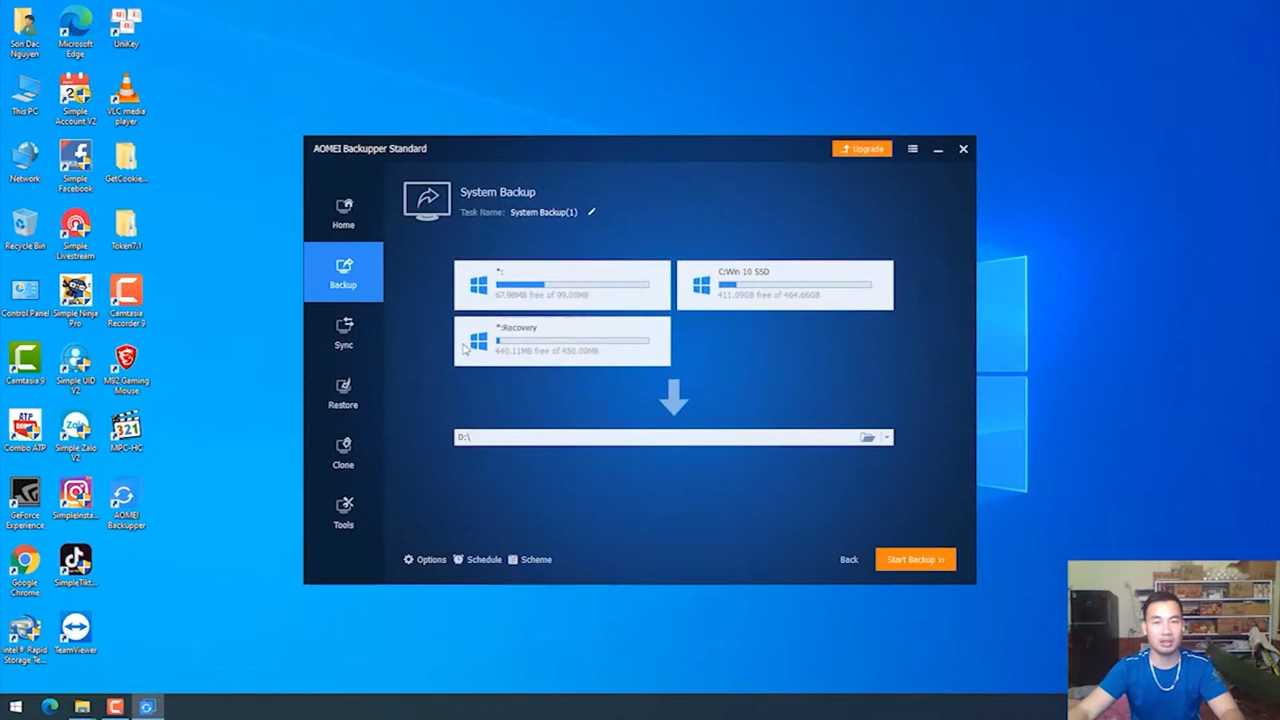 Son Dac
Nguyen
Microsoft
Edge
UniKey
This PC
Simple
Account V2
VLC media
player
Network
Simple
Facebook
GetCookie...
Recycle Bin
Simple
Livestream
Token7.1
Control Panel
Simple Ninja
Pro
Camtasia
Recorder 9
Camtasia 9
Simple UID
V2
M92 Gaming
Mouse
Combo ATP
Simple Zalo
V2
MPC-HC
GeForce
Experience
SimpleInsta...
AOMEI
Backupper
Google
Chrome
SimpleTikt...
Intel® Rapid
Storage Te...
TeamViewer
AOMEI Backupper Standard
Upgrade
Home
Backup
Sync
Restore
Clone
Tools
System Backup
Task Name: System Backup(1)
*:
67.98MB free of 99.00MB
C:Win 10 SSD
411.09GB free of 464.66GB
*:Recovery
440.11MB free of 450.00MB
D:\
Options
Schedule
Scheme
Back
Start Backup >>